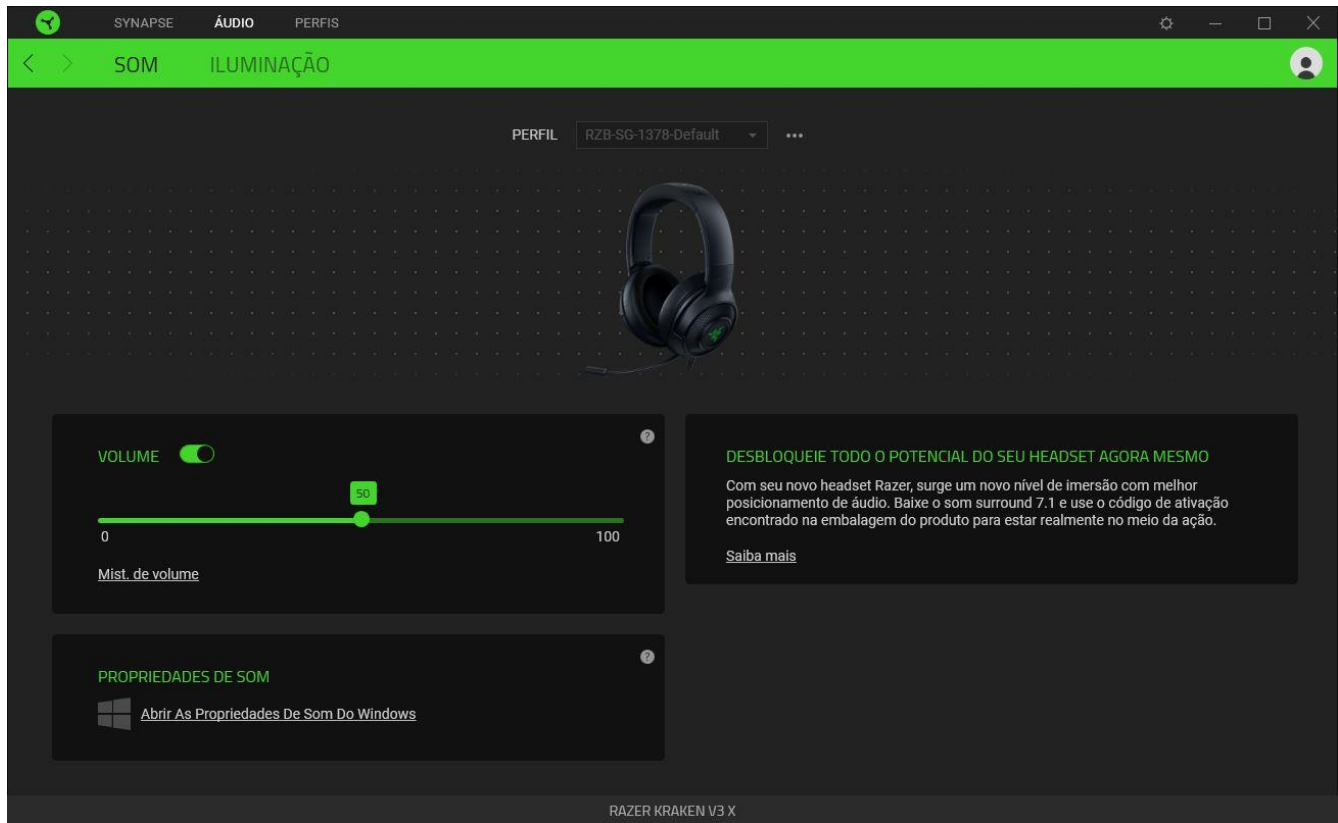 SYNAPSE ÁUDIO PERFIS
SOM ILUMINAÇÃO
PERFIL RZB-SG-1378-Default
VOLUME
?
50
0 100
Mist. de volume
DESBLOQUEIE TODO O POTENCIAL DO SEU HEADSET AGORA MESMO
Com seu novo headset Razer, surge um novo nível de imersão com melhor
posicionamento de áudio. Baixe o som surround 7.1 e use o código de ativação
encontrado na embalagem do produto para estar realmente no meio da ação.
Saiba mais
PROPRIEDADES DE SOM
?
Abrir As Propriedades De Som Do Windows
RAZER KRAKEN V3 X